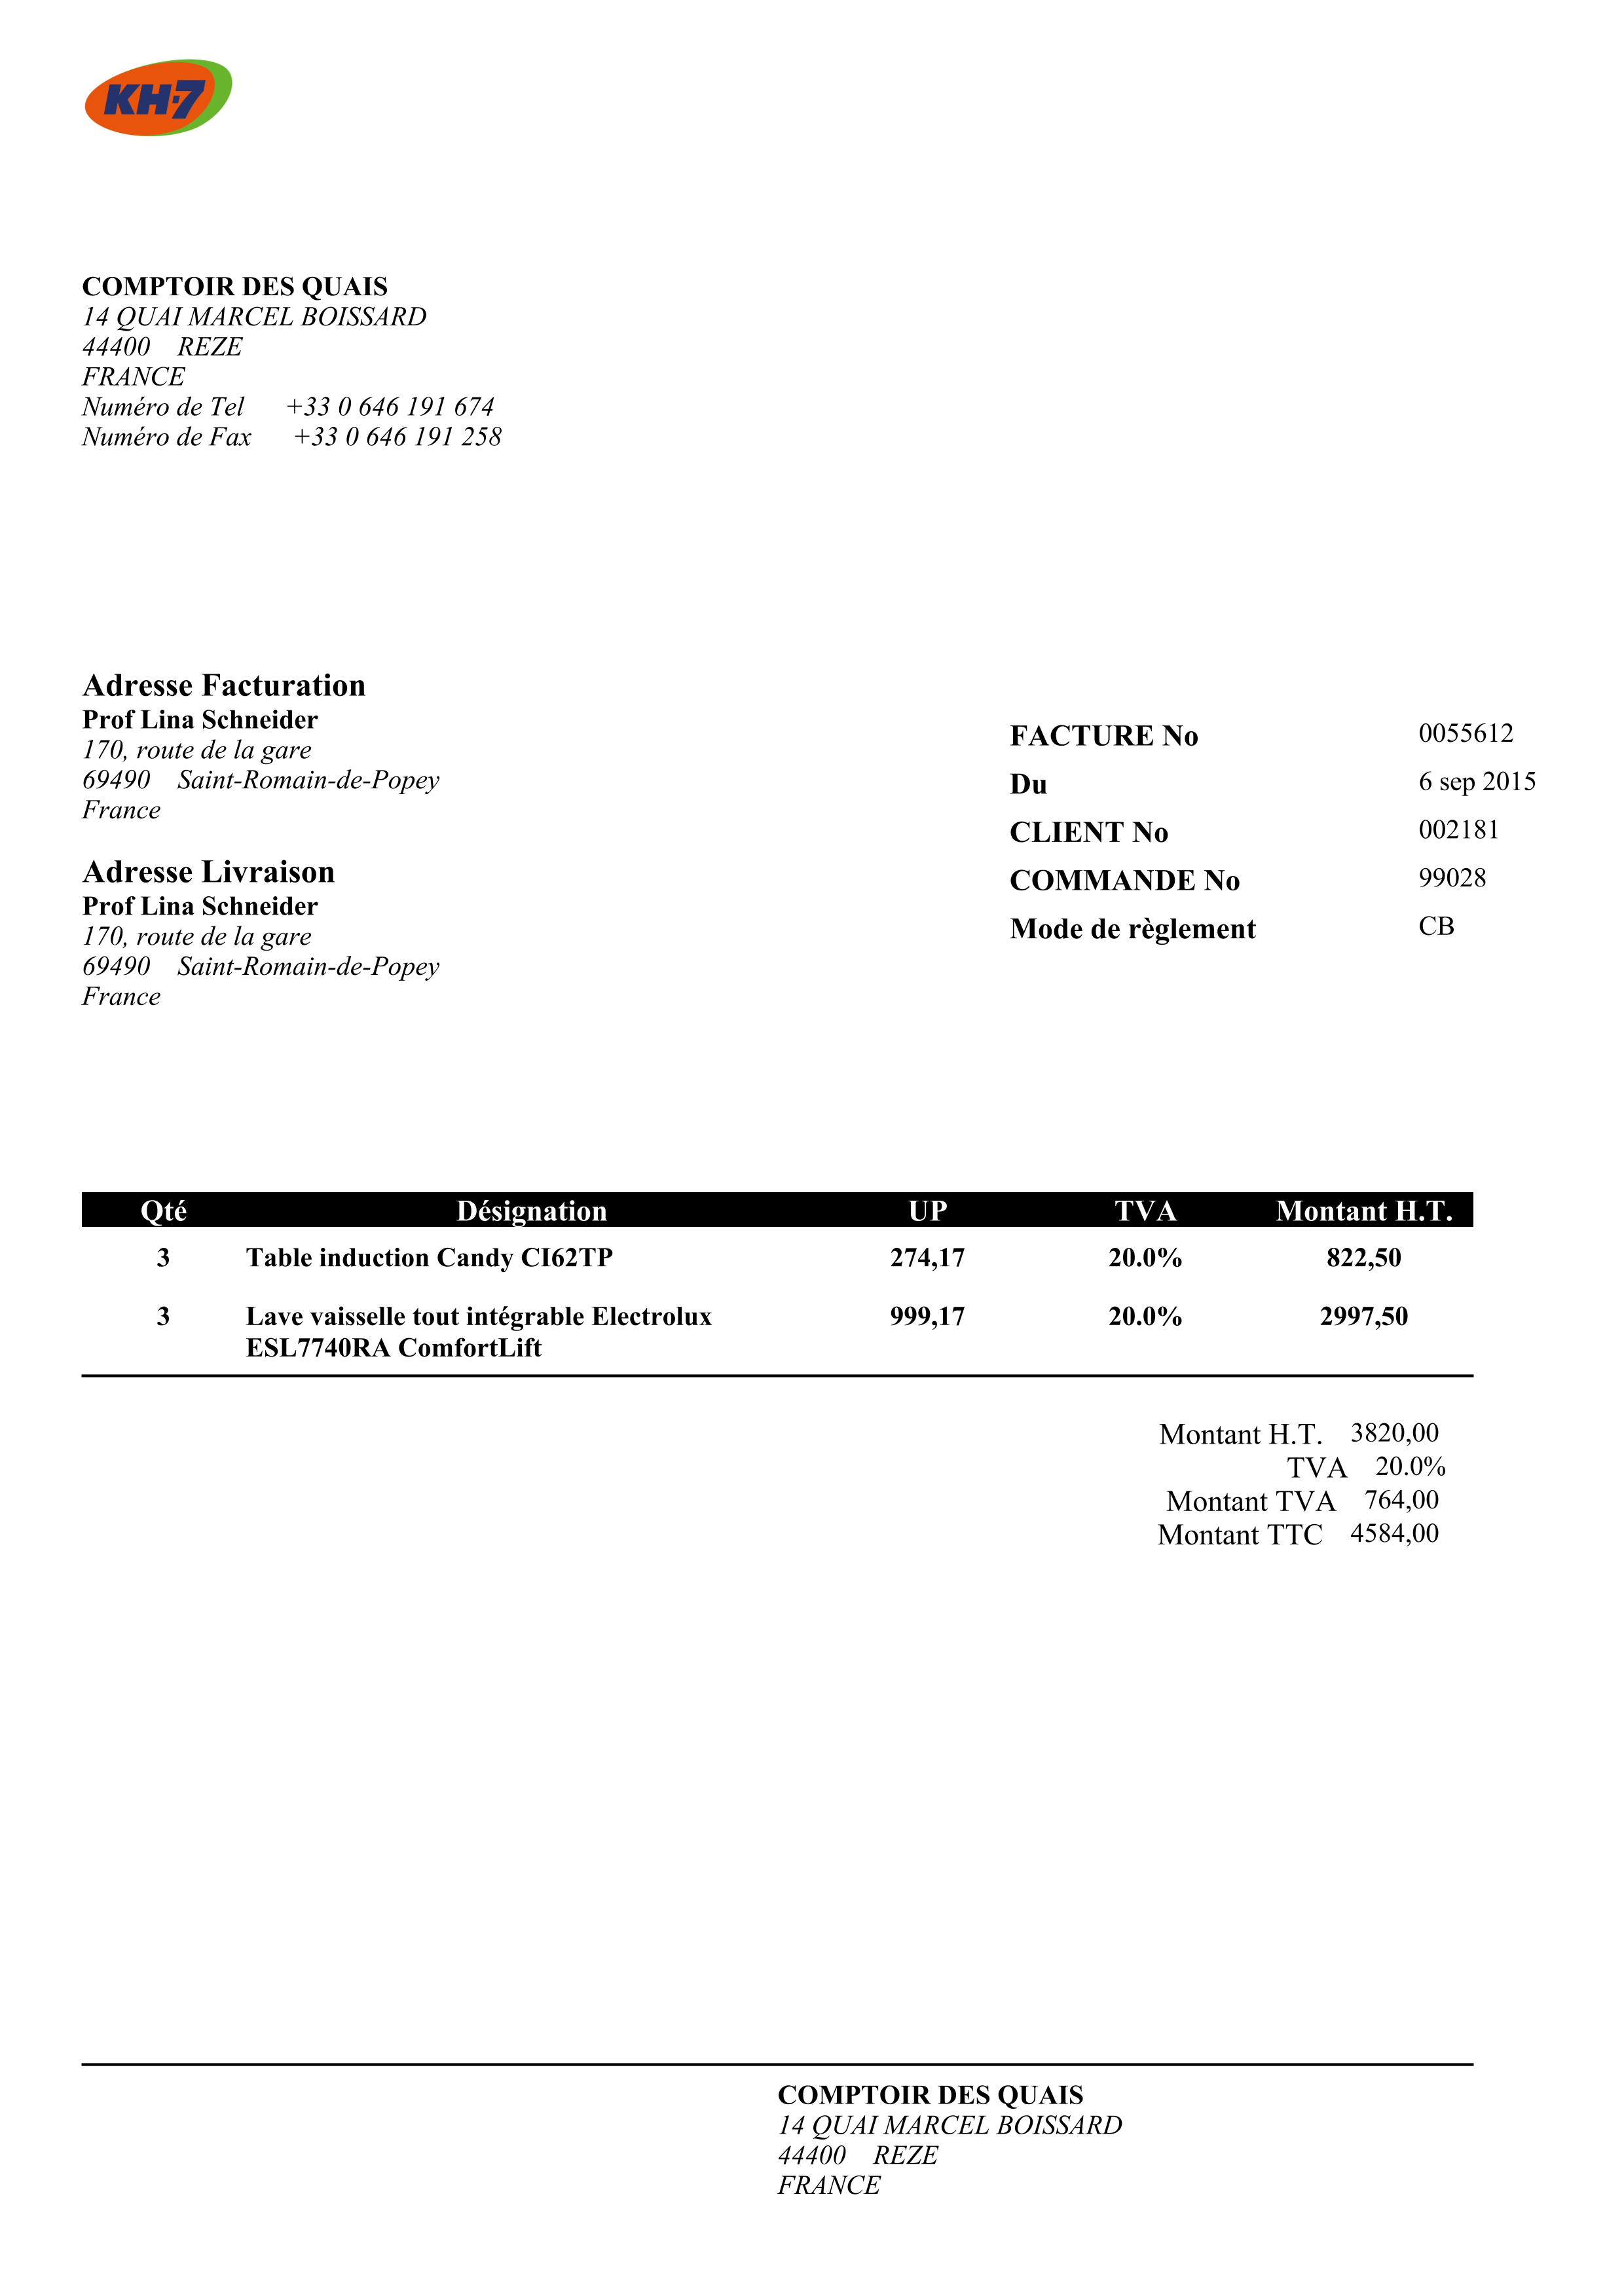 KH-7
COMPTOIR DES QUAIS
14 QUAI MARCEL BOISSARD
44400 REZE
FRANCE
Numéro de Tel +33 0 646 191 674
Numéro de Fax +33 0 646 191 258
Adresse Facturation
Prof Lina Schneider
170, route de la gare
69490 Saint-Romain-de-Popey
France
Adresse Livraison
Prof Lina Schneider
170, route de la gare
69490 Saint-Romain-de-Popey
France
FACTURE No 0055612
Du 6 sep 2015
CLIENT No 002181
COMMANDE No 99028
Mode de règlement CB
Qté Désignation UP TVA Montant H.T.
3 Table induction Candy CI62TP 274,17 20.0% 822,50
3 Lave vaisselle tout intégrable Electrolux 999,17 20.0% 2997,50
ESL7740RA ComfortLift
Montant H.T. 3820,00
TVA 20.0%
Montant TVA 764,00
Montant TTC 4584,00
COMPTOIR DES QUAIS
14 QUAI MARCEL BOISSARD
44400 REZE
FRANCE